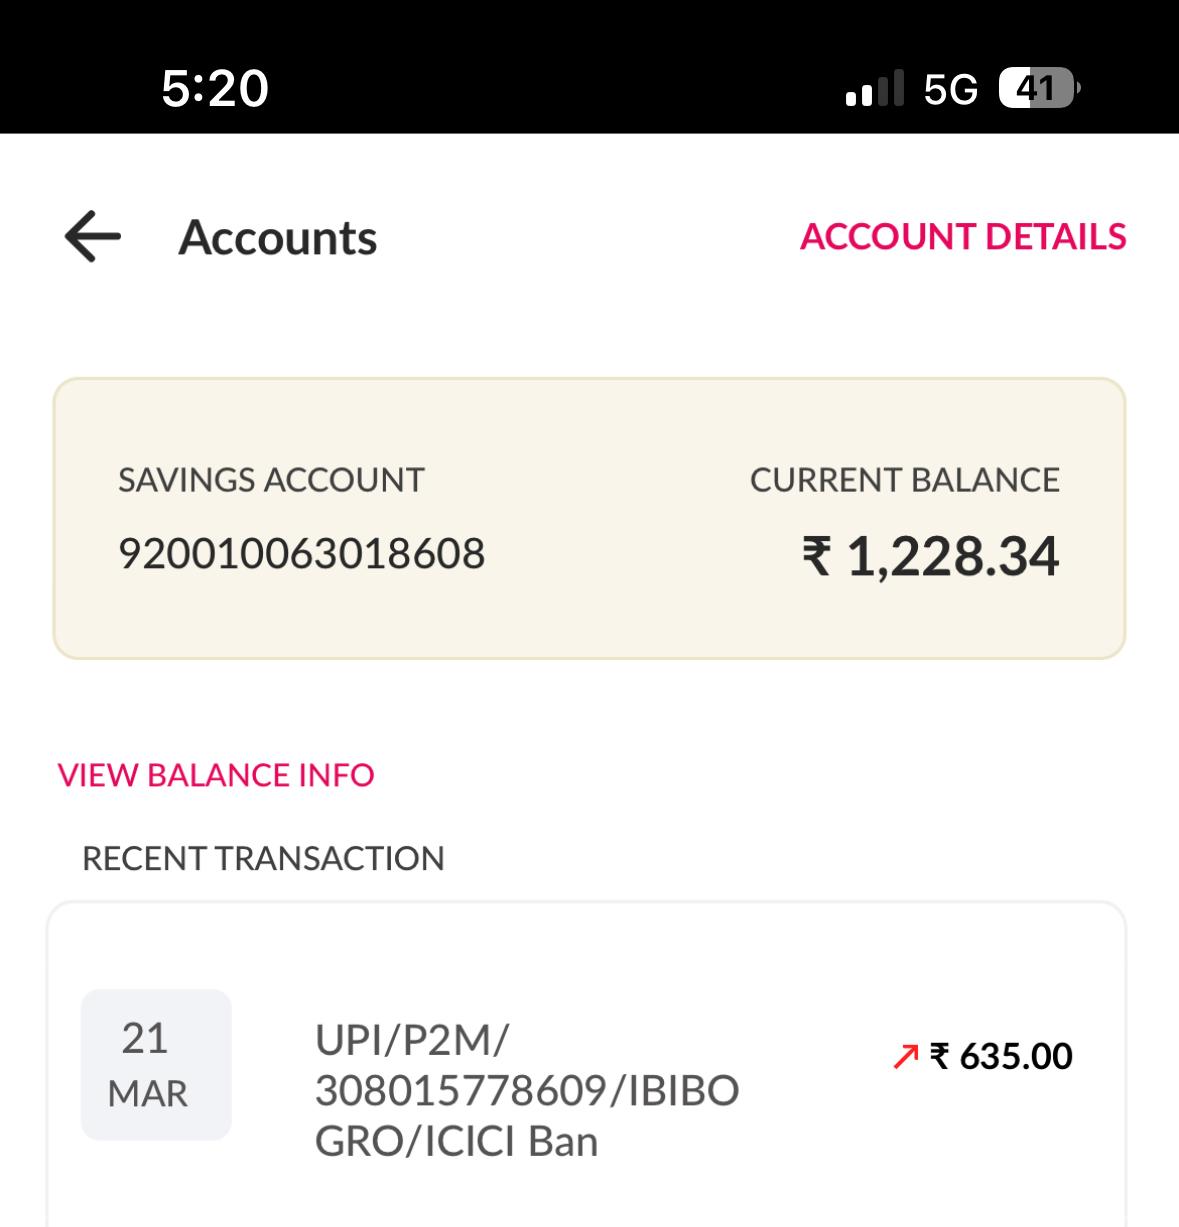 5:20 5G 41
Accounts ACCOUNT DETAILS
SAVINGS ACCOUNT CURRENT BALANCE
920010063018608 ₹ 1,228.34
VIEW BALANCE INFO
RECENT TRANSACTION
21
MAR
UPI/P2M/
308015778609/IBIBO
GRO/ICICI Ban
₹ 635.00